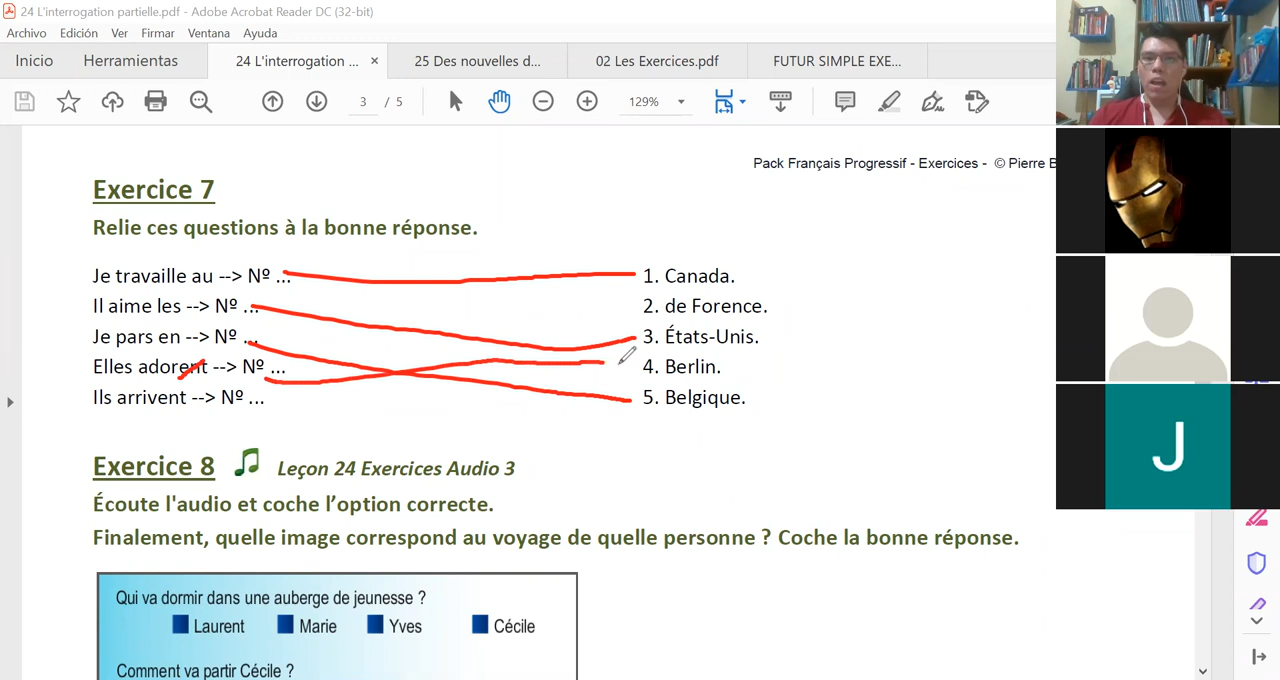 24 L'interrogation partielle.pdf - Adobe Acrobat Reader DC (32-bit)
Archivo Edición Ver Firmar Ventana Ayuda
Inicio Herramientas 24 L'interrogation ... × 25 Des nouvelles d... 02 Les Exercices.pdf FUTUR SIMPLE EXE...
3 / 5 129%
Pack Français Progressif - Exercices - © Pierre B
Exercice 7
Relie ces questions à la bonne réponse.
Je travaille au --> Nº ... 1. Canada.
Il aime les --> Nº ... 2. de Forence.
Je pars en --> Nº ... 3. États-Unis.
Elles adorent --> Nº ... 4. Berlin.
Ils arrivent --> Nº ... 5. Belgique.
Exercice 8 Leçon 24 Exercices Audio 3
Écoute l'audio et coche l’option correcte.
Finalement, quelle image correspond au voyage de quelle personne ? Coche la bonne réponse.
Qui va dormir dans une auberge de jeunesse ?
Laurent Marie Yves Cécile
Comment va partir Cécile ?
J